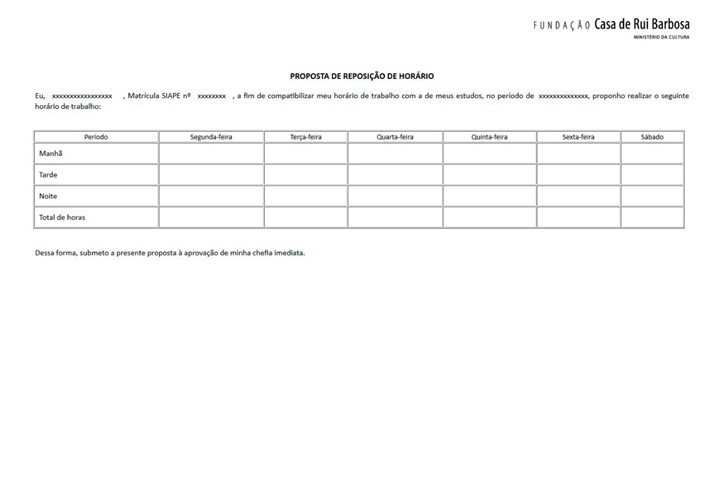 FUNDAÇÃO Casa de Rui Barbosa
MINISTÉRIO DA CULTURA
PROPOSTA DE REPOSIÇÃO DE HORÁRIO
Eu, xxxxxxxxxxxxxxxxx , Matrícula SIAPE nº xxxxxxxx , a fim de compatibilizar meu horário de trabalho com a de meus estudos, no período de xxxxxxxxxxxxxx, proponho realizar o seguinte
horário de trabalho:
Período Segunda-feira Terça-feira Quarta-feira Quinta-feira Sexta-feira Sábado
Manhã
Tarde
Noite
Total de horas
Dessa forma, submeto a presente proposta à aprovação de minha chefia imediata.